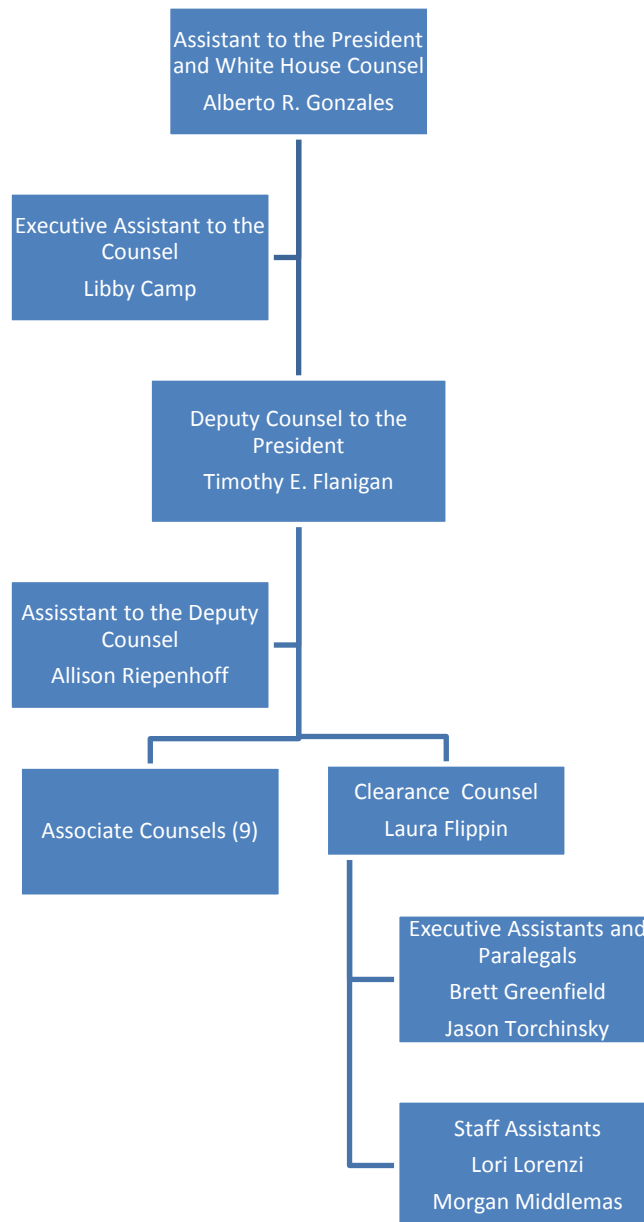 Assistant to the President
and White House Counsel
Alberto R. Gonzales
Executive Assistant to the
Counsel
Libby Camp
Deputy Counsel to the
President
Timothy E. Flanigan
Assisstant to the Deputy
Counsel
Allison Riepenhoff
Associate Counsels (9)
Clearance Counsel
Laura Flippin
Executive Assistants and
Paralegals
Brett Greenfield
Jason Torchinsky
Staff Assistants
Lori Lorenzi
Morgan Middlemas